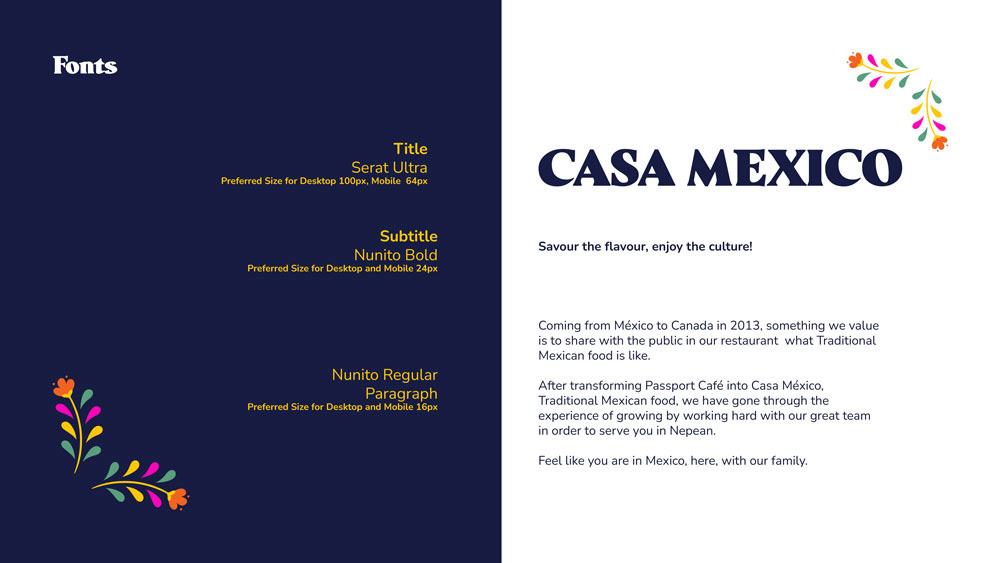 Fonts
Title
Serat Ultra
Preferred Size for Desktop 100px, Mobile 64px
Subtitle
Nunito Bold
Preferred Size for Desktop and Mobile 24px
Nunito Regular
Paragraph
Preferred Size for Desktop and Mobile 16px
CASA MEXICO
Savour the flavour, enjoy the culture!
Coming from México to Canada in 2013, something we value
is to share with the public in our restaurant what Traditional
Mexican food is like.
After transforming Passport Café into Casa México,
Traditional Mexican food, we have gone through the
experience of growing by working hard with our great team
in order to serve you in Nepean.
Feel like you are in Mexico, here, with our family.